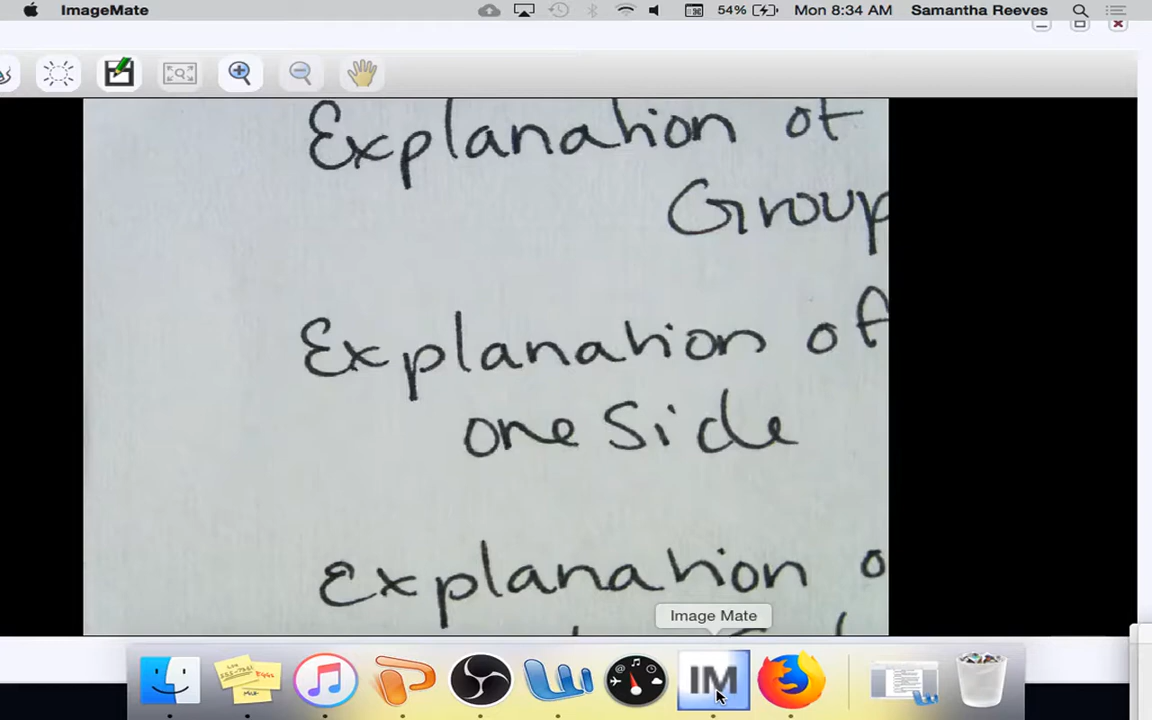 ImageMate
54%
Mon 8:34 AM
Samantha Reeves
Explanation of
Group
Explanation of
one Side
Explanation o
Image Mate
IM